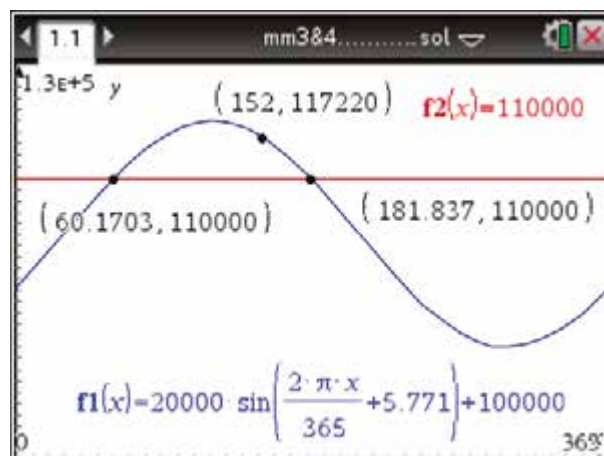 1.1 mm3&4...........sol
1.3E+5 y
(152,117220)
f2(x)=110000
(60.1703,110000)
(181.837,110000)
f1(x)=20000·sin(2·π·x/365+5.771)+100000
0